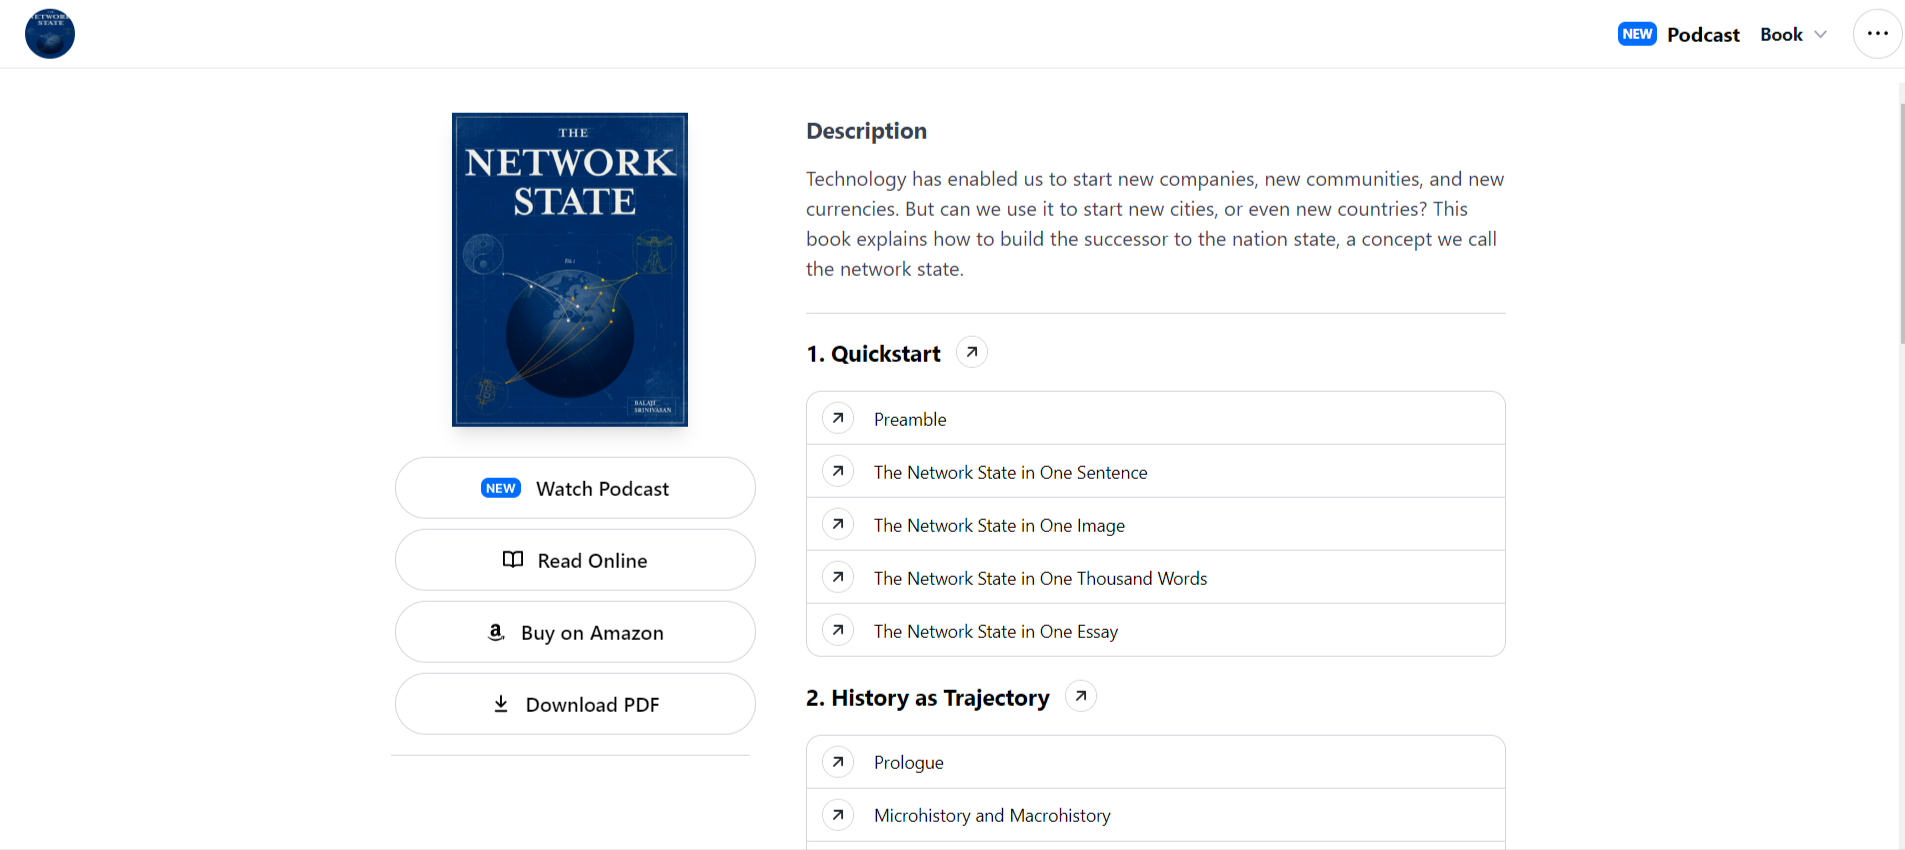 NETWORK
STATE
NEW Podcast Book
THE
NETWORK
STATE
BALAJI
SRINIVASAN
NEW Watch Podcast
Read Online
Buy on Amazon
Download PDF
Description
Technology has enabled us to start new companies, new communities, and new
currencies. But can we use it to start new cities, or even new countries? This
book explains how to build the successor to the nation state, a concept we call
the network state.
1. Quickstart
Preamble
The Network State in One Sentence
The Network State in One Image
The Network State in One Thousand Words
The Network State in One Essay
2. History as Trajectory
Prologue
Microhistory and Macrohistory